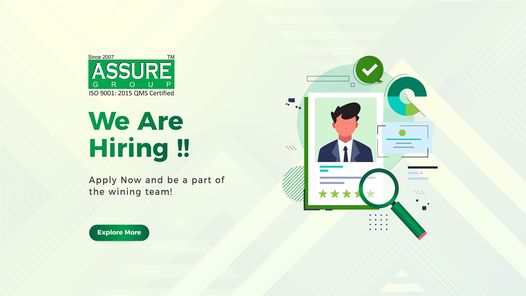 Since 2007 TM
ASSURE
GROUP
ISO 9001: 2015 QMS Certified
We Are
Hiring !!
Apply Now and be a part of
the wining team!
Explore More